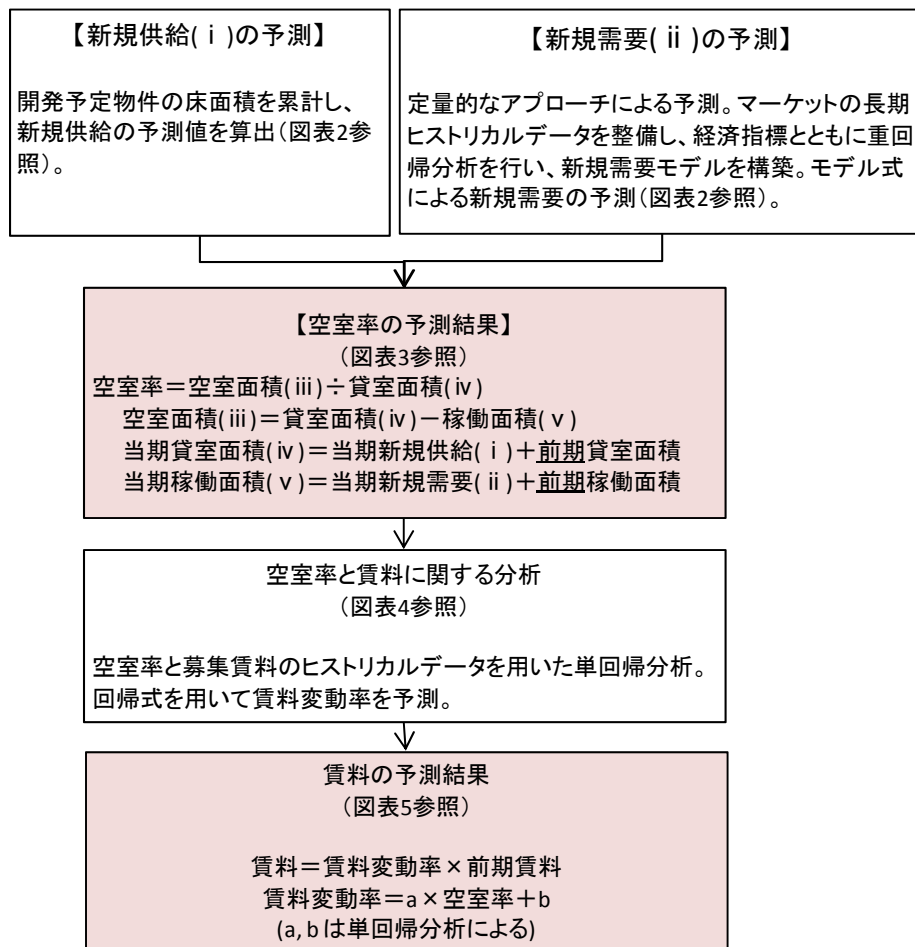 【新規供給(ⅰ)の予測】
開発予定物件の床面積を累計し、
新規供給の予測値を算出(図表2参
照)。
【新規需要(ⅱ)の予測】
定量的なアプローチによる予測。マーケットの長期
ヒストリカルデータを整備し、経済指標とともに重回
帰分析を行い、新規需要モデルを構築。モデル式
による新規需要の予測(図表2参照)。
【空室率の予測結果】
(図表3参照)
空室率＝空室面積(ⅲ)÷貸室面積(ⅳ)
空室面積(ⅲ)＝貸室面積(ⅳ)－稼働面積(ⅴ)
当期貸室面積(ⅳ)＝当期新規供給(ⅰ)＋前期貸室面積
当期稼働面積(ⅴ)＝当期新規需要(ⅱ)＋前期稼働面積
空室率と賃料に関する分析
(図表4参照)
空室率と募集賃料のヒストリカルデータを用いた単回帰分析。
回帰式を用いて賃料変動率を予測。
賃料の予測結果
(図表5参照)
賃料＝賃料変動率×前期賃料
賃料変動率＝a×空室率＋b
(a, b は単回帰分析による)